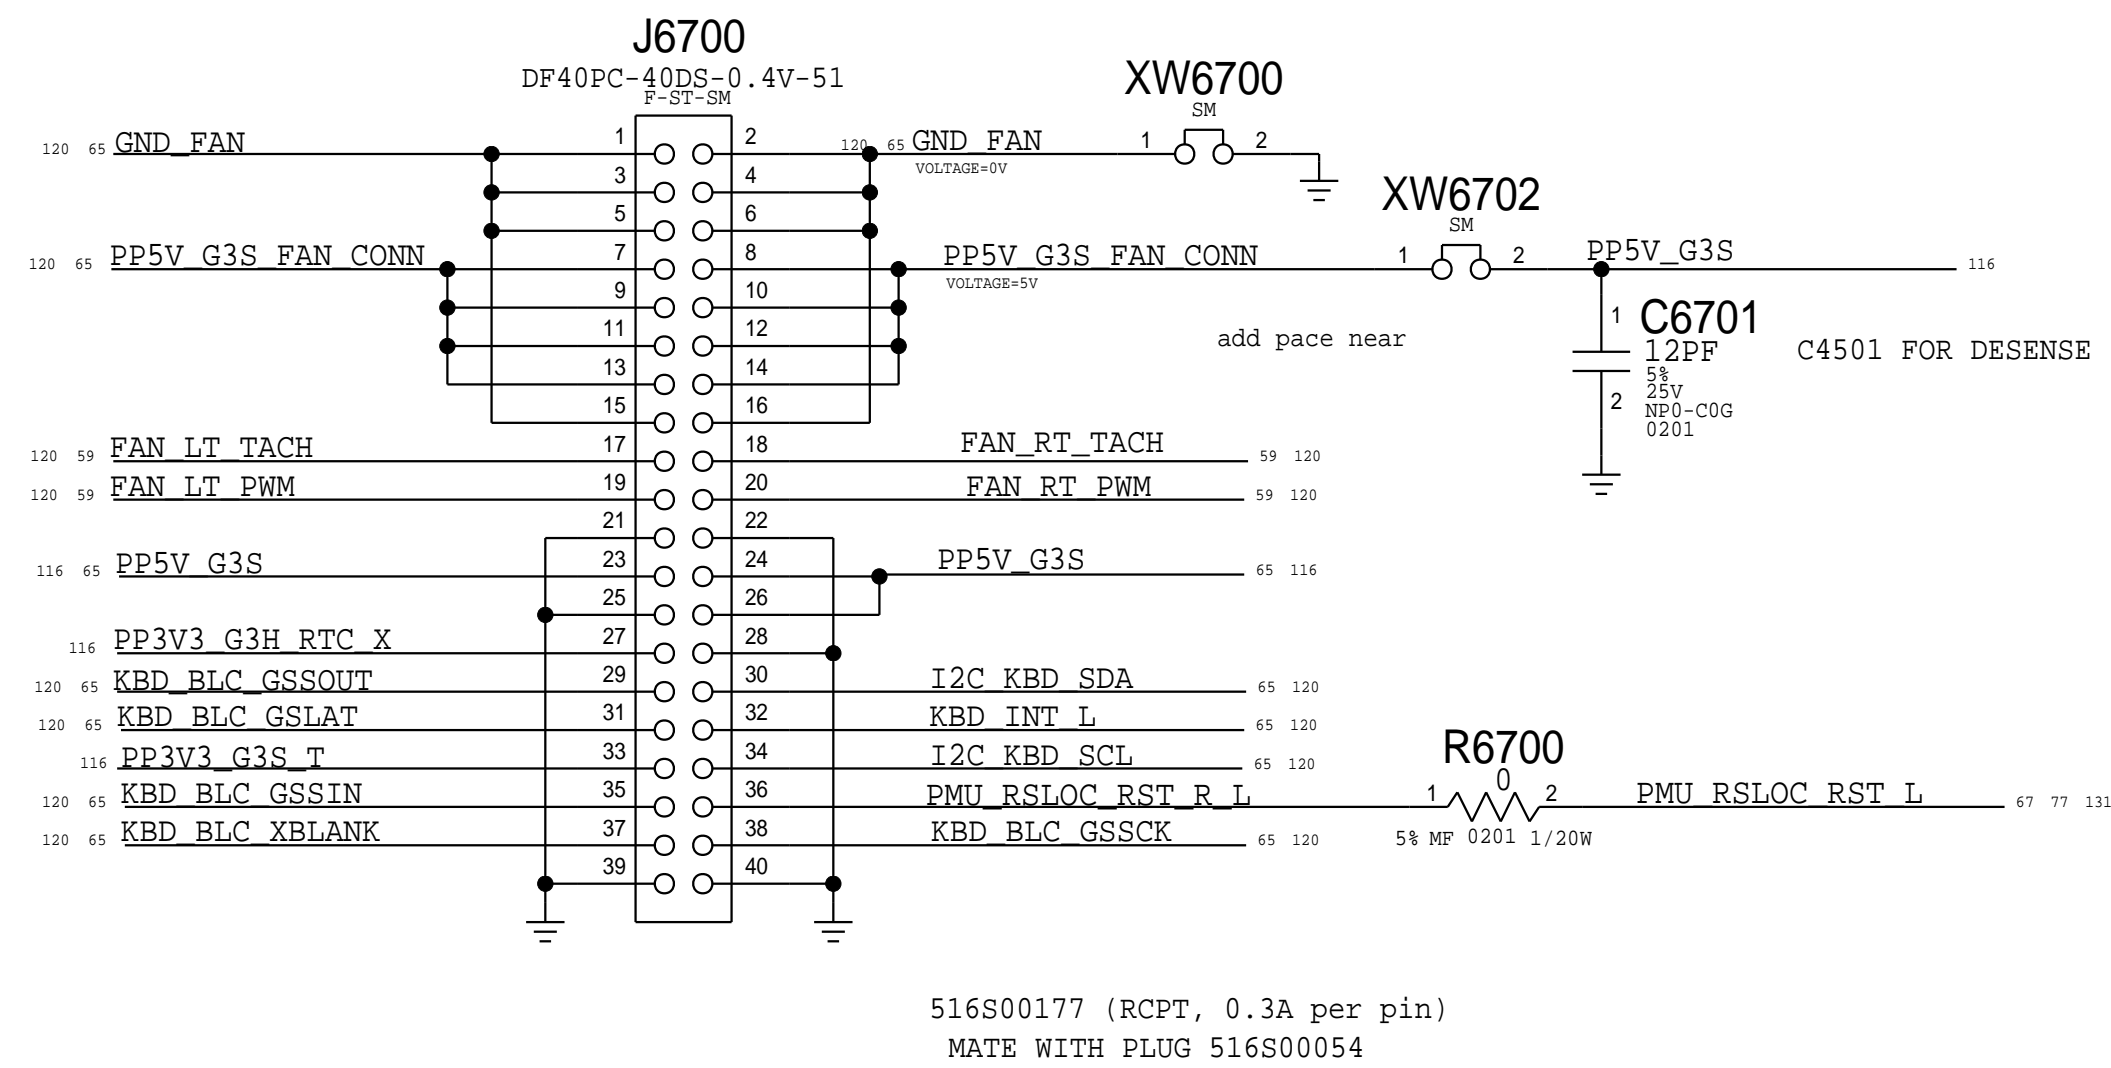 J6700
DF40PC-40DS-0.4V-51
F-ST-SM
XW6700
SM
120 65 GND_FAN 1 2 120 65 GND_FAN 1 2
VOLTAGE=0V
3 4
XW6702
SM
5 6
120 65 PP5V_G3S_FAN_CONN 7 8 PP5V_G3S_FAN_CONN 1 2 PP5V_G3S 116
VOLTAGE=5V
9 10
1 C6701
11 12
add pace near
12PF C4501 FOR DESENSE
13 14
5%
25V
2 NP0-C0G
0201
15 16
120 59 FAN_LT_TACH 17 18 FAN_RT_TACH 59 120
120 59 FAN_LT_PWM 19 20 FAN_RT_PWM 59 120
21 22
116 65 PP5V_G3S 23 24 PP5V_G3S 65 116
25 26
116 PP3V3_G3H_RTC_X 27 28
120 65 KBD_BLC_GSSOUT 29 30 I2C_KBD_SDA 65 120
120 65 KBD_BLC_GSLAT 31 32 KBD_INT_L 65 120
116 PP3V3_G3S_T 33 34 I2C_KBD_SCL 65 120
R6700
0
120 65 KBD_BLC_GSSIN 35 36 PMU_RSLOC_RST_R_L 1 2 PMU_RSLOC_RST_L 67 77 131
120 65 KBD_BLC_XBLANK 37 38 KBD_BLC_GSSCK 65 120
5% MF 0201 1/20W
39 40
516S00177 (RCPT, 0.3A per pin)
MATE WITH PLUG 516S00054